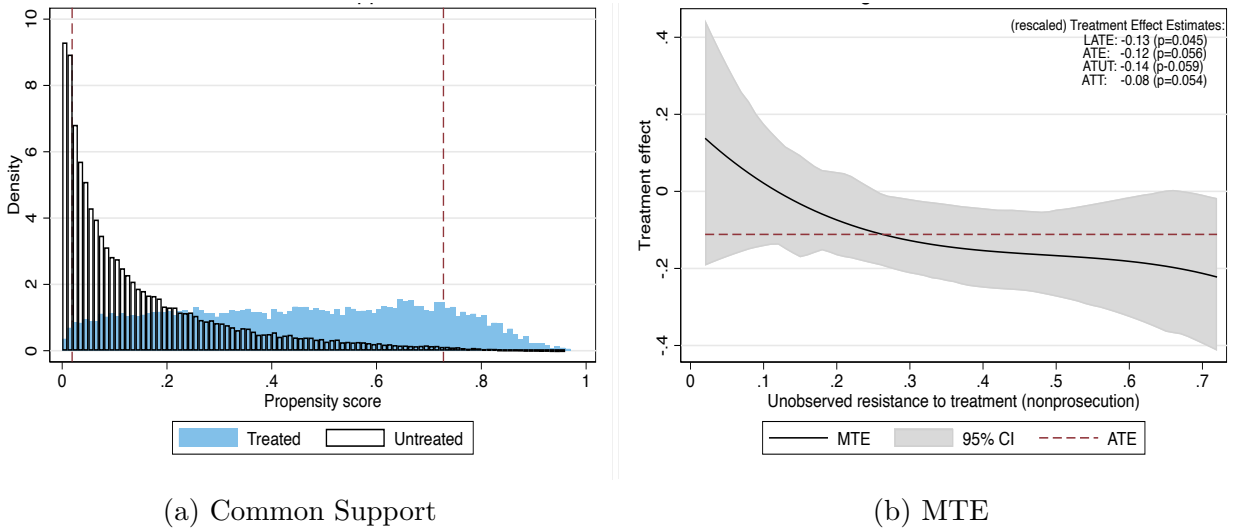 10
8
6
4
2
0
Density
0
.2
.4
.6
.8
1
Propensity score
Treated
Untreated
(a) Common Support
(rescaled) Treatment Effect Estimates:
LATE: -0.13 (p=0.045)
ATE: -0.12 (p=0.056)
ATUT: -0.14 (p-0.059)
ATT: -0.08 (p=0.054)
.4
.2
0
-.2
-.4
Treatment effect
0
.1
.2
.3
.4
.5
.6
.7
Unobserved resistance to treatment (nonprosecution)
MTE
95% CI
ATE
(b) MTE